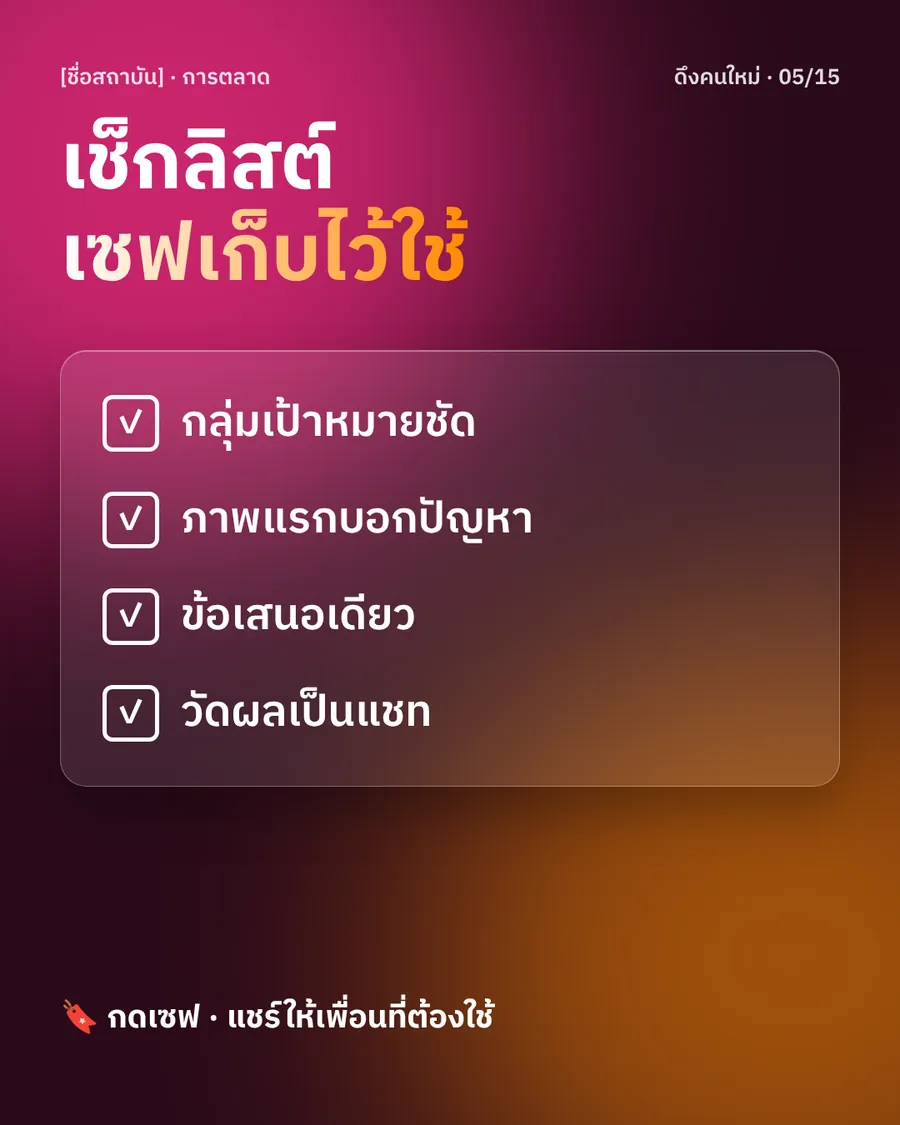 [ชื่อสถาบัน] · การตลาด
ดึงคนใหม่ · 05/15
เช็กลิสต์
เซฟเก็บไว้ใช้
✓ กลุ่มเป้าหมายชัด
✓ ภาพแรกบอกปัญหา
✓ ข้อเสนอเดียว
✓ วัดผลเป็นแชท
🔖 กดเซฟ · แชร์ให้เพื่อนที่ต้องใช้